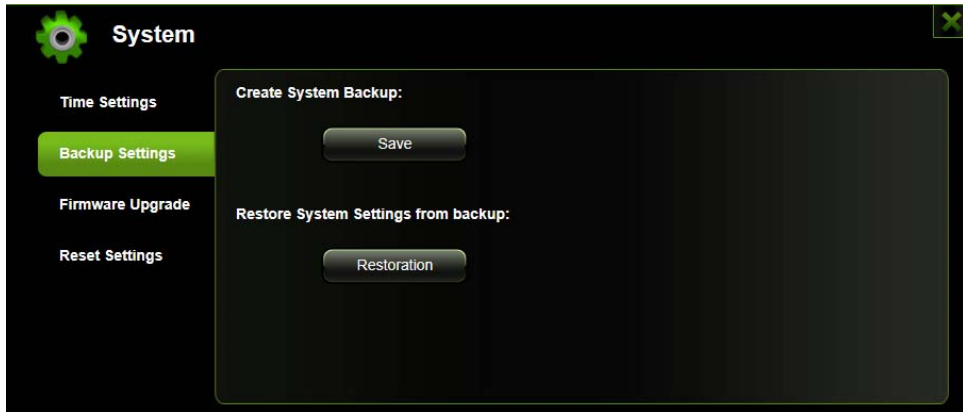 System
Time Settings
Backup Settings
Firmware Upgrade
Reset Settings
Create System Backup:
Save
Restore System Settings from backup:
Restoration